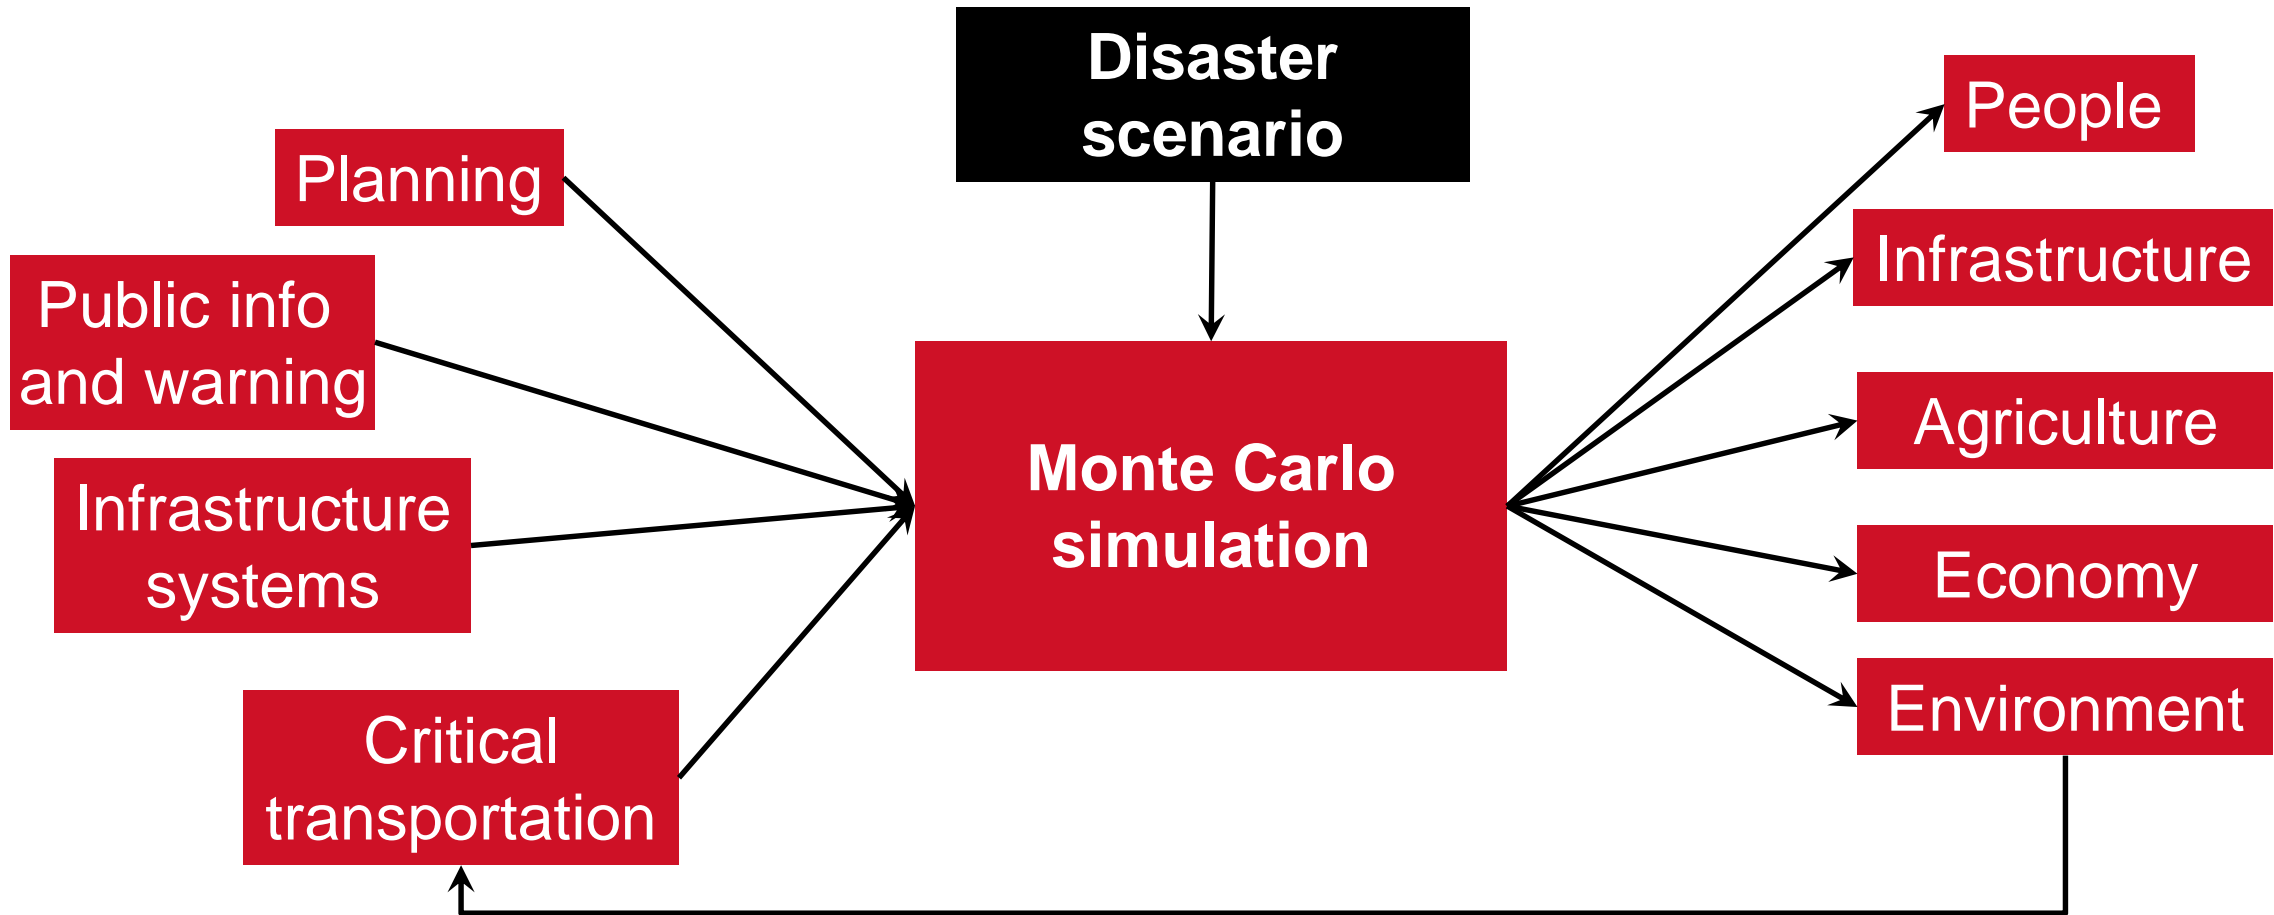 Disaster
scenario
Planning
Public info
and warning
Infrastructure
systems
Critical
transportation
Monte Carlo
simulation
People
Infrastructure
Agriculture
Economy
Environment